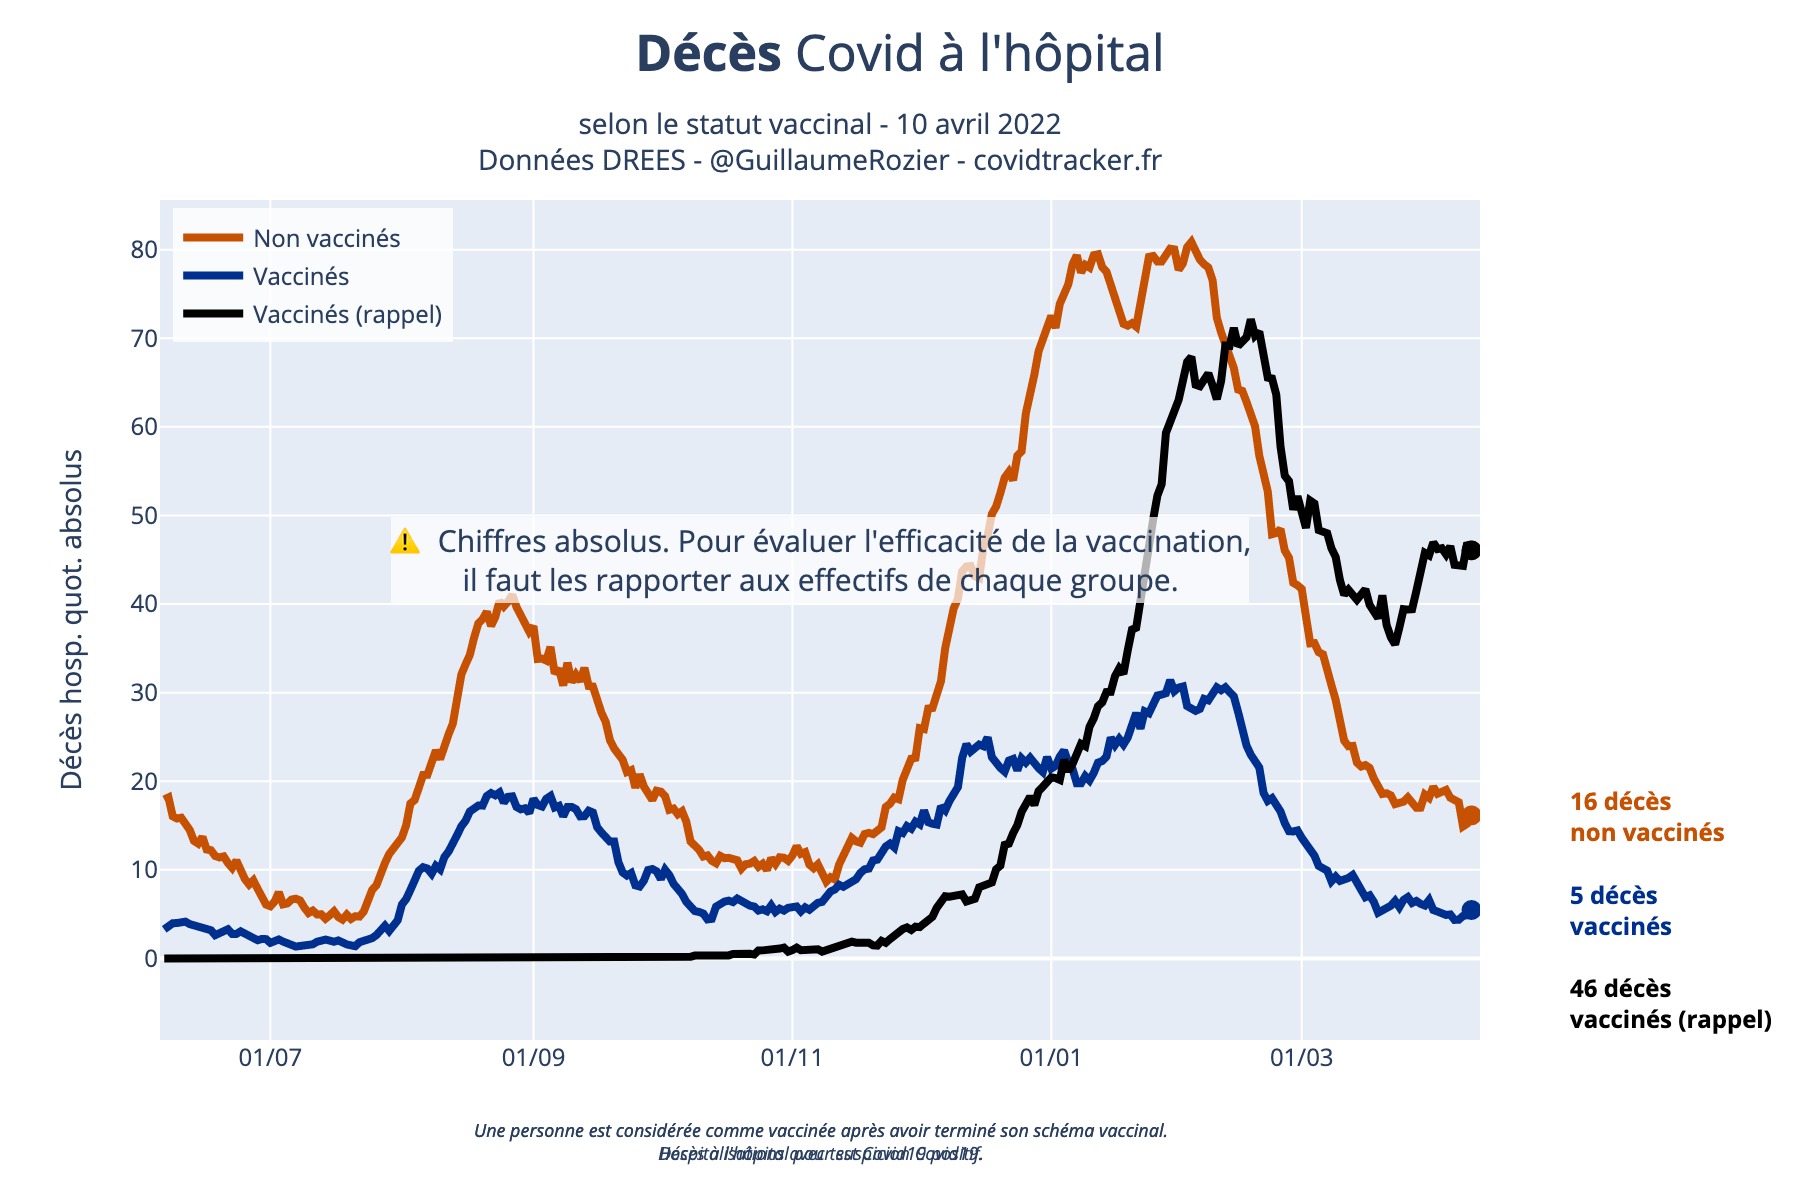 Décès Covid à l'hôpital
selon le statut vaccinal - 10 avril 2022
Données DREES - @GuillaumeRozier - covidtracker.fr
Non vaccinés
Vaccinés
Vaccinés (rappel)
Décès hosp. quot. absolus
80
70
60
50
40
30
20
10
0
⚠ Chiffres absolus. Pour évaluer l'efficacité de la vaccination,
il faut les rapporter aux effectifs de chaque groupe.
16 décès
non vaccinés
5 décès
vaccinés
46 décès
vaccinés (rappel)
01/07
01/09
01/11
01/01
01/03
Une personne est considérée comme vaccinée après avoir terminé son schéma vaccinal.